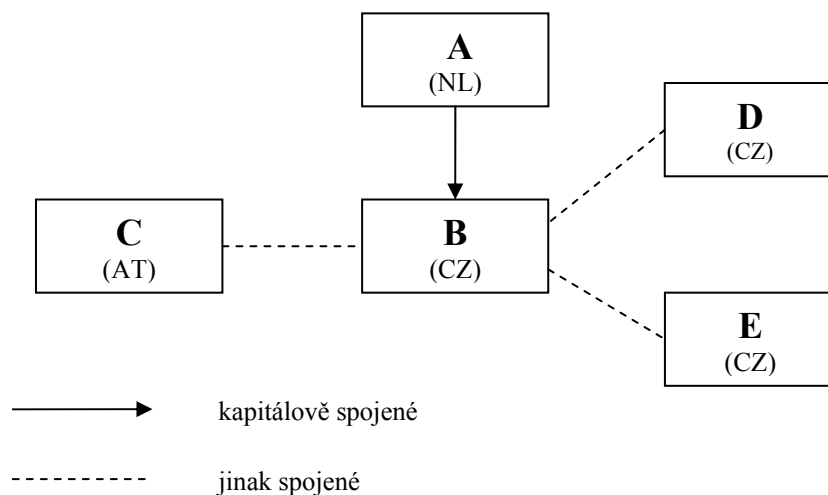 A
(NL)
D
(CZ)
C
(AT)
B
(CZ)
E
(CZ)
kapitálově spojené
jinak spojené